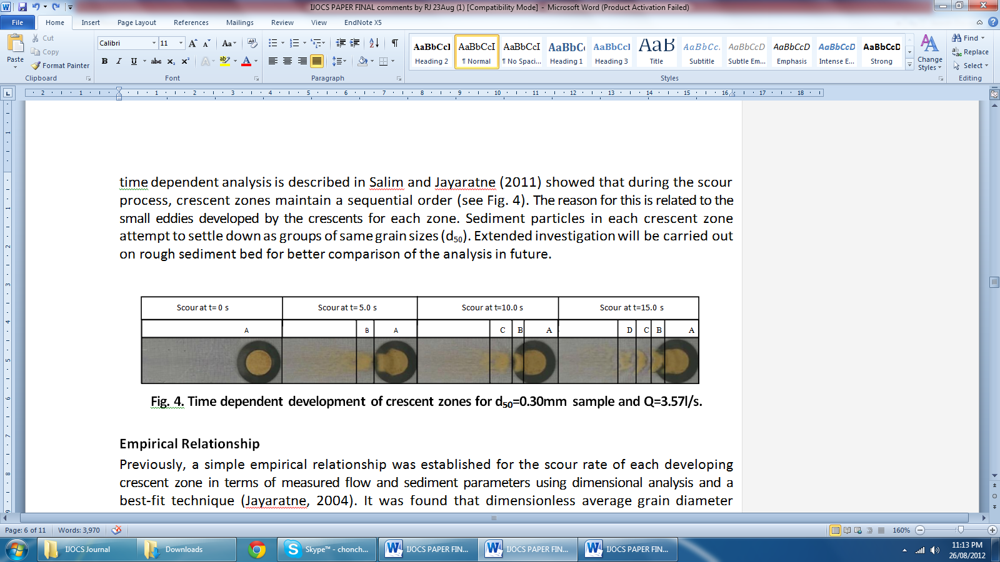 IJOCS PAPER FINAL comments by RJ 23Aug (1) [Compatibility Mode] - Microsoft Word (Product Activation Failed)
File Home Insert Page Layout References Mailings Review View EndNote X5
Paste
Cut
Copy
Format Painter
Clipboard
Calibri 11
Font
Paragraph
AaBbCcI AaBbCcI AaBbCcI AaBbC AaBbCcI AaB AaBbCc. AaBbCcD AaBbCcD AaBbCcD AaBbCcD
Heading 2 ¶ Normal ¶ No Spaci... Heading 1 Heading 3 Title Subtitle Subtle Em... Emphasis Intense E... Strong
Styles
Change Styles
Find
Replace
Select
Editing
2 1 1 2 3 4 5 6 7 8 9 10 11 12 13 14 15 16 17 18
time dependent analysis is described in Salim and Jayaratne (2011) showed that during the scour
process, crescent zones maintain a sequential order (see Fig. 4). The reason for this is related to the
small eddies developed by the crescents for each zone. Sediment particles in each crescent zone
attempt to settle down as groups of same grain sizes (d50). Extended investigation will be carried out
on rough sediment bed for better comparison of the analysis in future.
Scour at t= 0 s Scour at t= 5.0 s Scour at t=10.0 s Scour at t=15.0 s
A B A C B A D C B A
Fig. 4. Time dependent development of crescent zones for d50=0.30mm sample and Q=3.57l/s.
Empirical Relationship
Previously, a simple empirical relationship was established for the scour rate of each developing
crescent zone in terms of measured flow and sediment parameters using dimensional analysis and a
best-fit technique (Jayaratne, 2004). It was found that dimensionless average grain diameter
Page: 6 of 11 Words: 3,970 160%
IJOCS Journal Downloads Skype™ - chonch... IJOCS PAPER FIN... IJOCS PAPER FIN... IJOCS PAPER FIN...
11:13 PM
26/08/2012